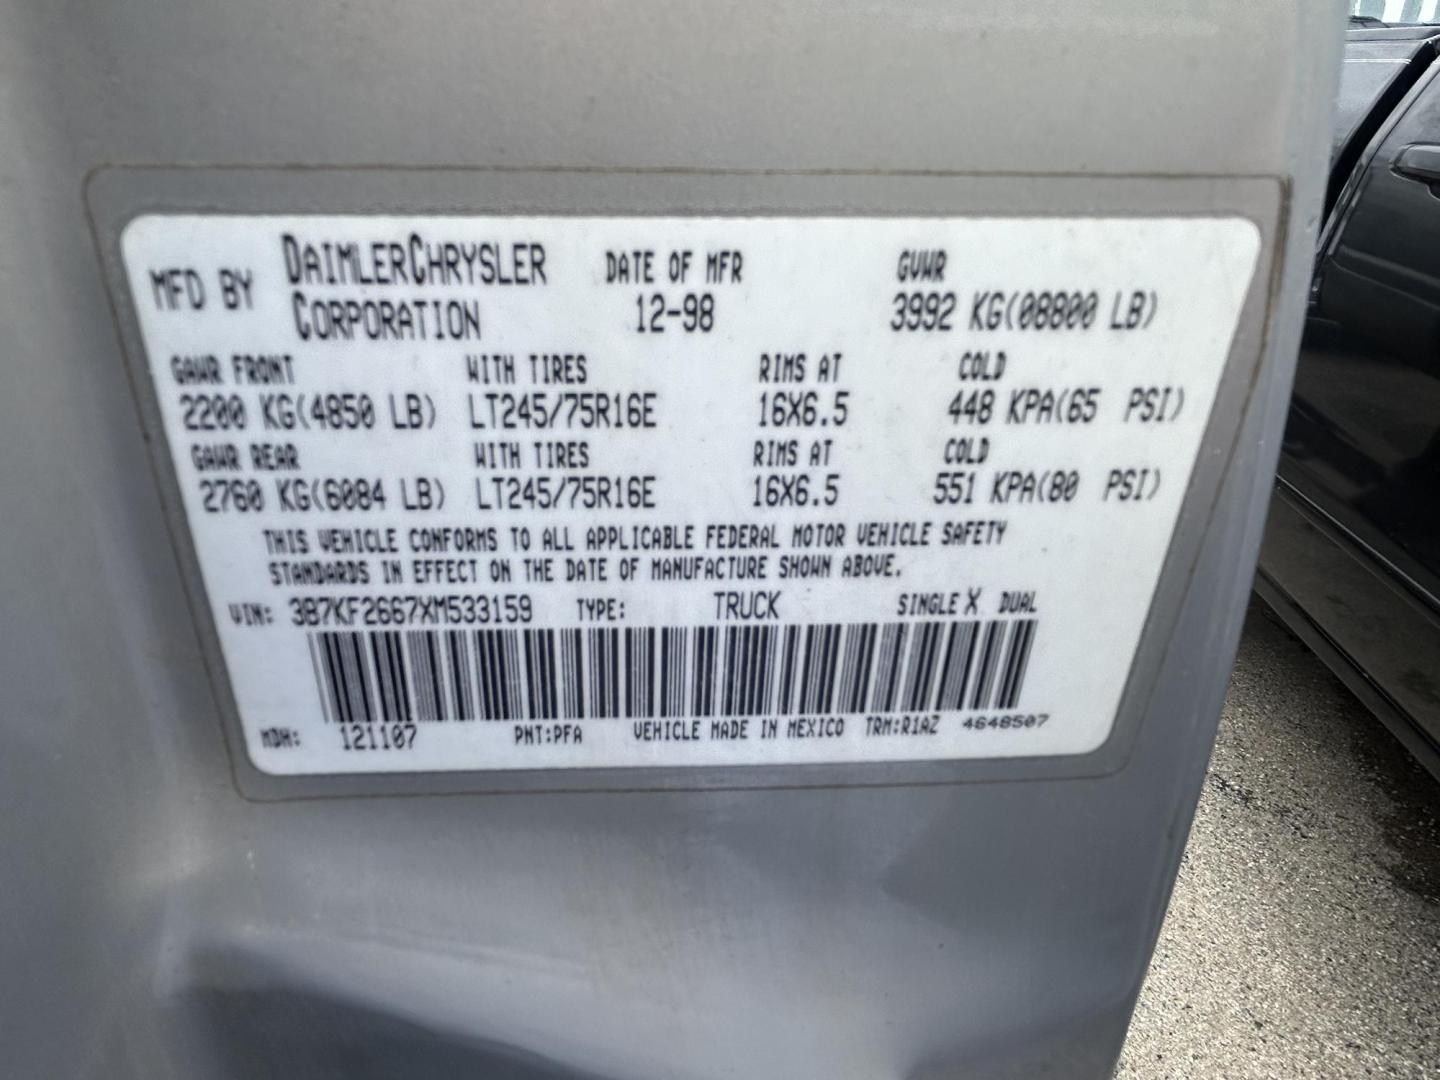 MFD BY DAIMLERCHRYSLER CORPORATION DATE OF MFR 12-98 GVWR 3992 KG(08800 LB)
GAWR FRONT WITH TIRES RIMS AT COLD
2200 KG(4850 LB) LT245/75R16E 16X6.5 448 KPA(65 PSI)
GAWR REAR WITH TIRES RIMS AT COLD
2760 KG(6084 LB) LT245/75R16E 16X6.5 551 KPA(80 PSI)
THIS VEHICLE CONFORMS TO ALL APPLICABLE FEDERAL MOTOR VEHICLE SAFETY
STANDARDS IN EFFECT ON THE DATE OF MANUFACTURE SHOWN ABOVE.
VIN: 3B7KF2667XM533159 TYPE: TRUCK SINGLE X DUAL
MDH: 121107 PNT:PFA VEHICLE MADE IN MEXICO TRM:R1AZ 4648507